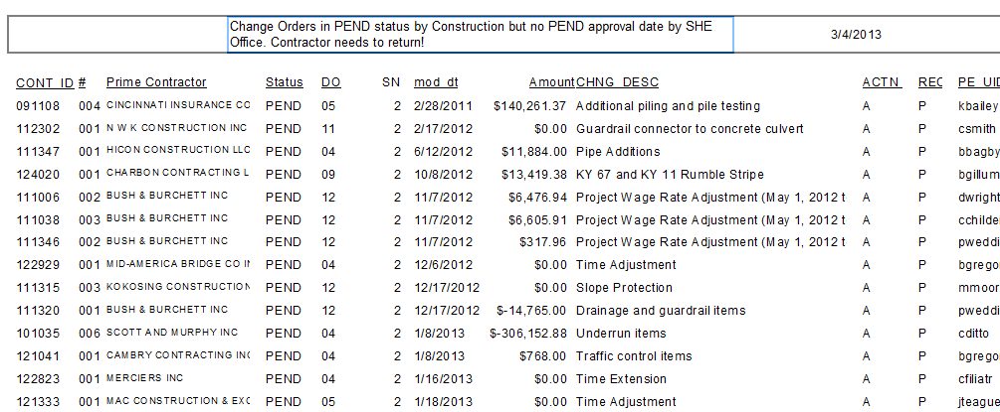 Change Orders in PEND status by Construction but no PEND approval date by SHE
Office. Contractor needs to return!
3/4/2013
CONT_ID # Prime Contractor Status DO SN mod_dt Amount CHNG_DESC ACTN REC PE_UID
091108 004 CINCINNATI INSURANCE CO PEND 05 2 2/28/2011 $140,261.37 Additional piling and pile testing A P kbailey
112302 001 N W K CONSTRUCTION INC PEND 11 2 2/17/2012 $0.00 Guardrail connector to concrete culvert A P csmith
111347 001 HICON CONSTRUCTION LLC PEND 04 2 6/12/2012 $11,884.00 Pipe Additions A P bbagby
124020 001 CHARBON CONTRACTING L PEND 09 2 10/8/2012 $13,419.38 KY 67 and KY 11 Rumble Stripe A P bgillum
111006 002 BUSH & BURCHETT INC PEND 12 2 11/7/2012 $6,476.94 Project Wage Rate Adjustment (May 1, 2012 t A P dwright
111038 003 BUSH & BURCHETT INC PEND 12 2 11/7/2012 $6,605.91 Project Wage Rate Adjustment (May 1, 2012 t A P cchilde
111346 002 BUSH & BURCHETT INC PEND 12 2 11/7/2012 $317.96 Project Wage Rate Adjustment (May 1, 2012 t A P pweddi
122929 001 MID-AMERICA BRIDGE CO IN PEND 04 2 12/6/2012 $0.00 Time Adjustment A P bgrego
111315 003 KOKOSING CONSTRUCTION PEND 12 2 12/17/2012 $0.00 Slope Protection A P mmoor
111320 001 BUSH & BURCHETT INC PEND 12 2 12/17/2012 $-14,765.00 Drainage and guardrail items A P pweddi
101035 006 SCOTT AND MURPHY INC PEND 04 2 1/8/2013 $-306,152.88 Underrun items A P cditto
121041 001 CAMBRY CONTRACTING INC PEND 04 2 1/8/2013 $768.00 Traffic control items A P bgrego
122823 001 MERCIERS INC PEND 04 2 1/16/2013 $0.00 Time Extension A P cfiliatr
121333 001 MAC CONSTRUCTION & EXC PEND 05 2 1/18/2013 $0.00 Time Adjustment A P jteague